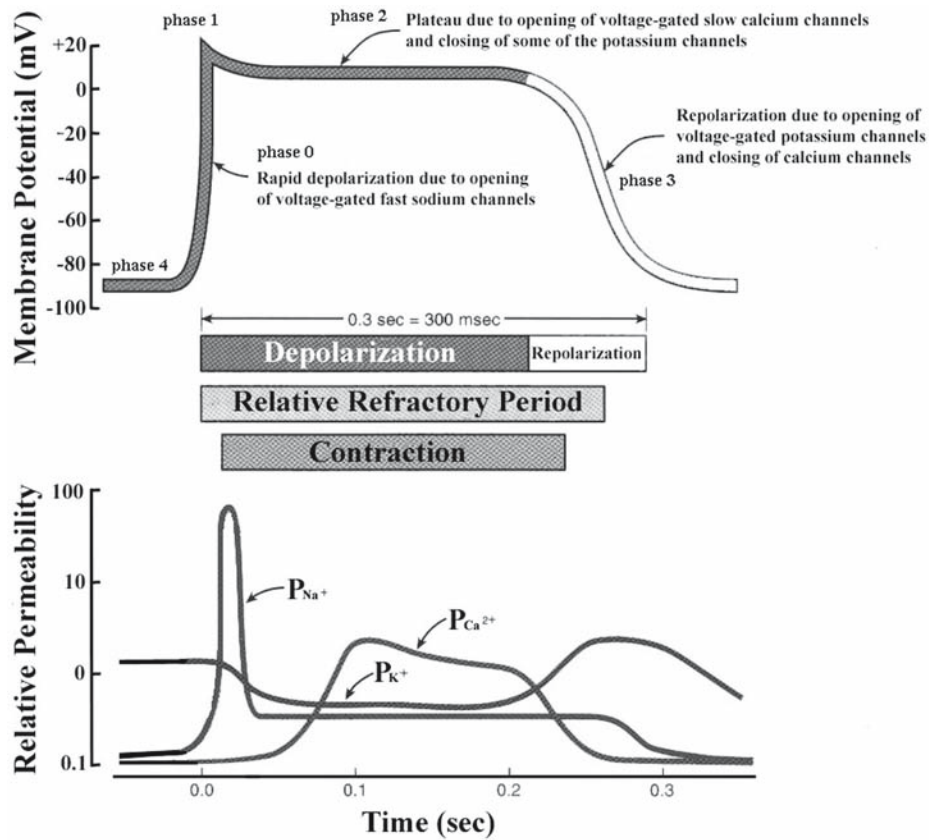 phase 1
phase 2
Plateau due to opening of voltage-gated slow calcium channels
and closing of some of the potassium channels
Membrane Potential (mV)
+20
0
-20
-40
-60
-80
-100
phase 0
Rapid depolarization due to opening
of voltage-gated fast sodium channels
Repolarization due to opening of
voltage-gated potassium channels
and closing of calcium channels
phase 3
phase 4
0.3 sec = 300 msec
Depolarization
Repolarization
Relative Refractory Period
Contraction
Relative Permeability
100
10
0
0.1
PNa+
PCa2+
PK+
0.0
0.1
0.2
0.3
Time (sec)